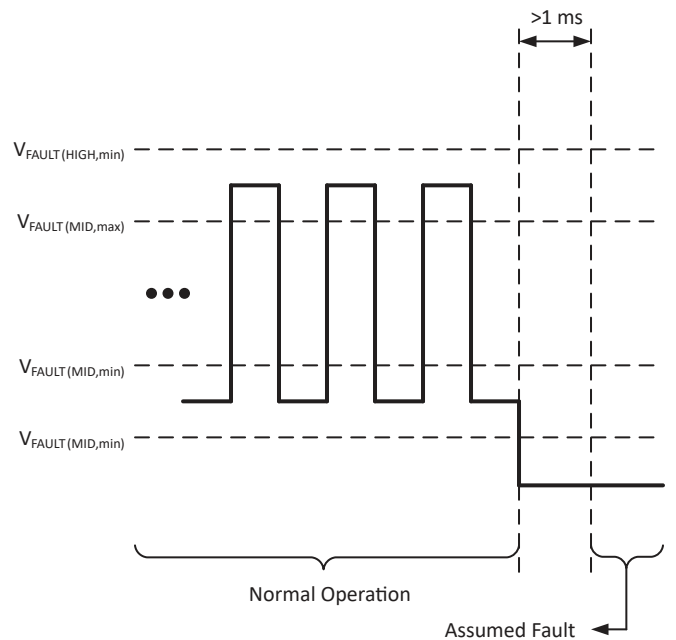 >1 ms
VFAULT(HIGH,min)
VFAULT(MID,max)
VFAULT(MID,min)
VFAULT(MID,min)
Normal Operation
Assumed Fault